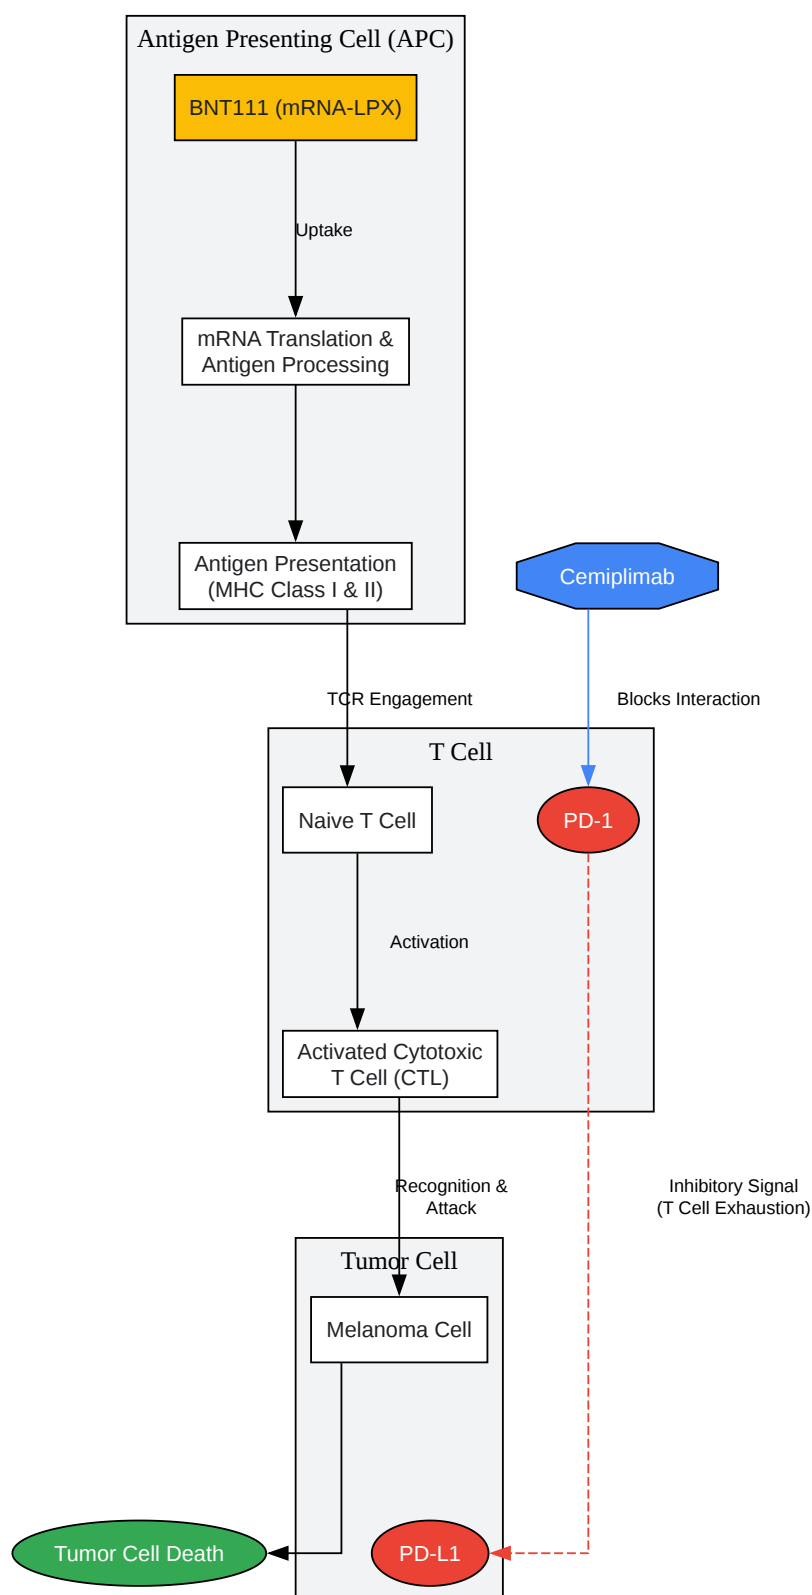 Antigen Presenting Cell (APC)
BNT111 (mRNA-LPX)
Uptake
mRNA Translation &
Antigen Processing
Antigen Presentation
(MHC Class I & II)
Cemiplimab
TCR Engagement
Blocks Interaction
T Cell
Naive T Cell
PD-1
Activation
Activated Cytotoxic
T Cell (CTL)
Recognition &
Attack
Inhibitory Signal
(T Cell Exhaustion)
Tumor Cell
Melanoma Cell
Tumor Cell Death
PD-L1